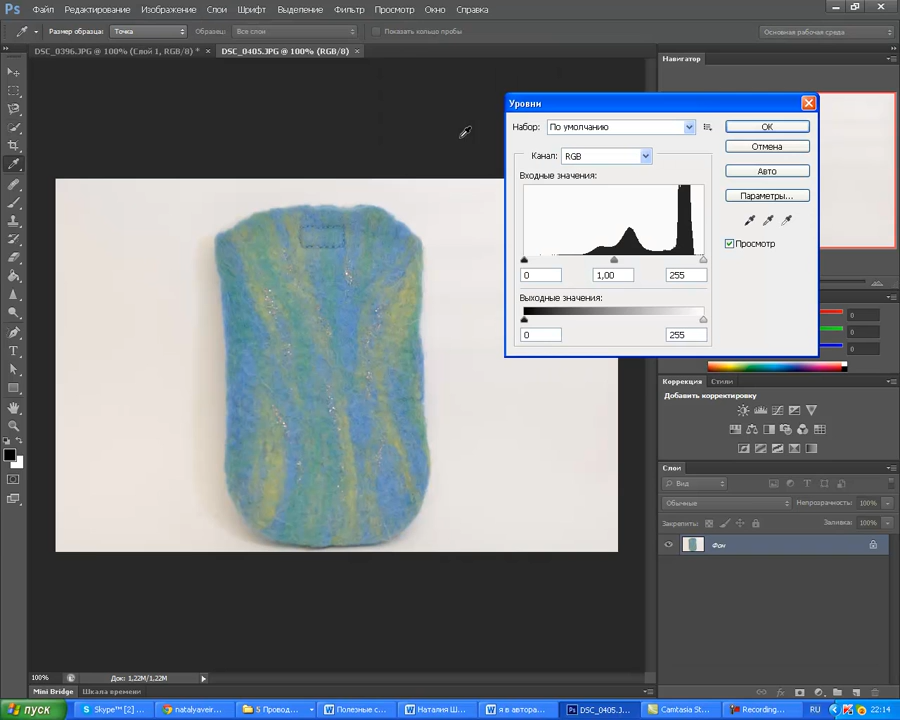 Ps Файл Редактирование Изображение Слои Шрифт Выделение Фильтр Просмотр Окно Справка
Размер образца: Точка Образец: Все слои Показать кольцо пробы Основная рабочая среда
DSC_0396.JPG @ 100% (Слой 1, RGB/8) * × DSC_0405.JPG @ 100% (RGB/8) ×
Навигатор
Уровни
Набор: По умолчанию OK
Отмена
Канал: RGB
Авто
Входные значения:
Параметры...
Просмотр
0 1,00 255
Выходные значения:
0 255
0
0
0
Коррекция Стили
Добавить корректировку
Слои
Вид
Обычные Непрозрачность: 100%
Закрепить: Заливка: 100%
Фон
100% Док: 1,22M/1,22M
Mini Bridge Шкала времени
пуск Skype™ [2] ... natalyaveir... 5 Провод... Полезные с... Наталия Ш... я в автора... DSC_0405.J... Camtasia St... Recording... RU 22:14